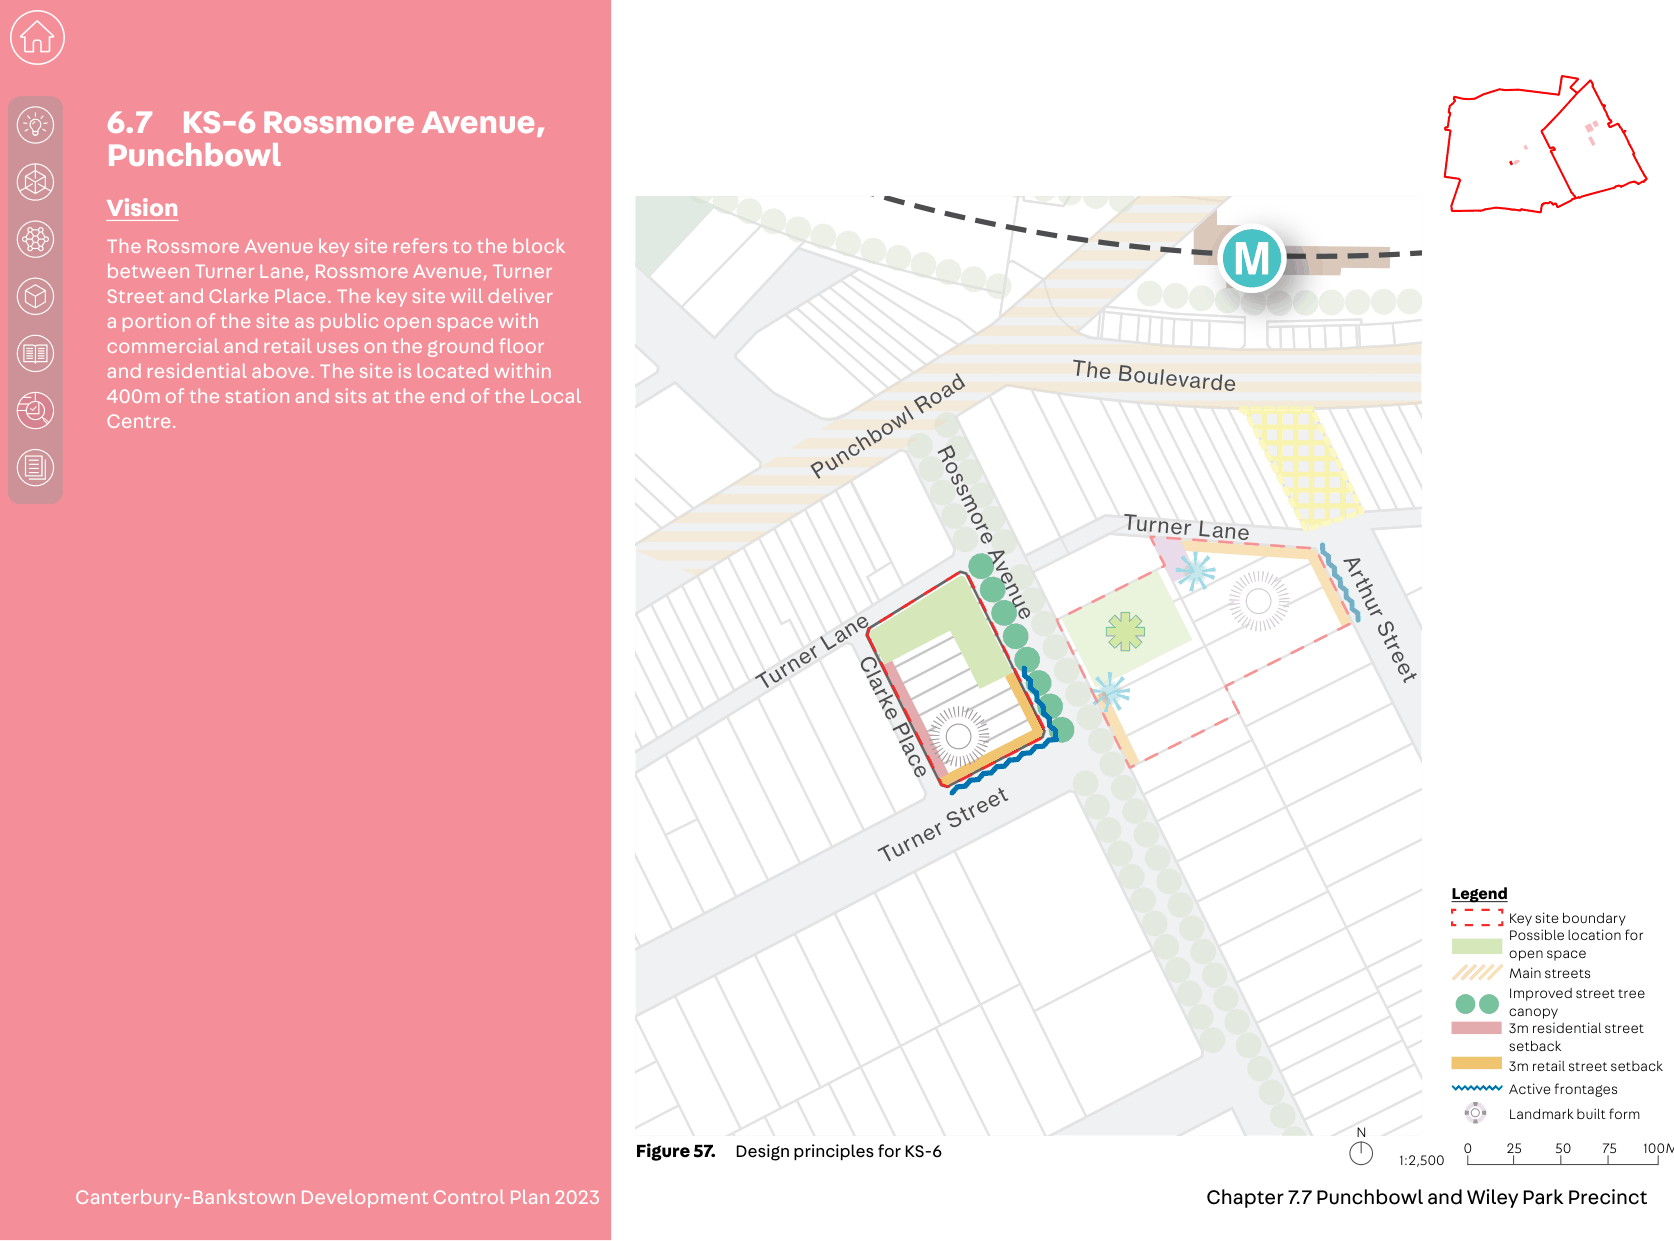 6.7 KS-6 Rossmore Avenue,
Punchbowl
Vision
The Rossmore Avenue key site refers to the block
between Turner Lane, Rossmore Avenue, Turner
Street and Clarke Place. The key site will deliver
a portion of the site as public open space with
commercial and retail uses on the ground floor
and residential above. The site is located within
400m of the station and sits at the end of the Local
Centre.
M
The Boulevarde
Punchbowl Road
Rossmore Avenue
Turner Lane
Arthur Street
Turner Lane
Clarke Place
Turner Street
Legend
Key site boundary
Possible location for
open space
Main streets
Improved street tree
canopy
3m residential street
setback
3m retail street setback
Active frontages
Landmark built form
N
1:2,500
0 25 50 75 100M
Figure 57. Design principles for KS-6
Canterbury-Bankstown Development Control Plan 2023
Chapter 7.7 Punchbowl and Wiley Park Precinct